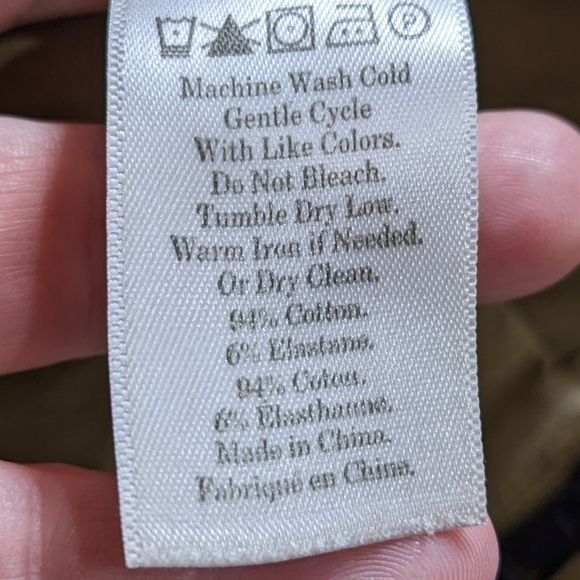 P
Machine Wash Cold
Gentle Cycle
With Like Colors.
Do Not Bleach.
Tumble Dry Low.
Warm Iron if Needed.
Or Dry Clean.
94% Cotton.
6% Elastane.
94% Coton.
6% Elasthanne.
Made in China.
Fabriqué en Chine.